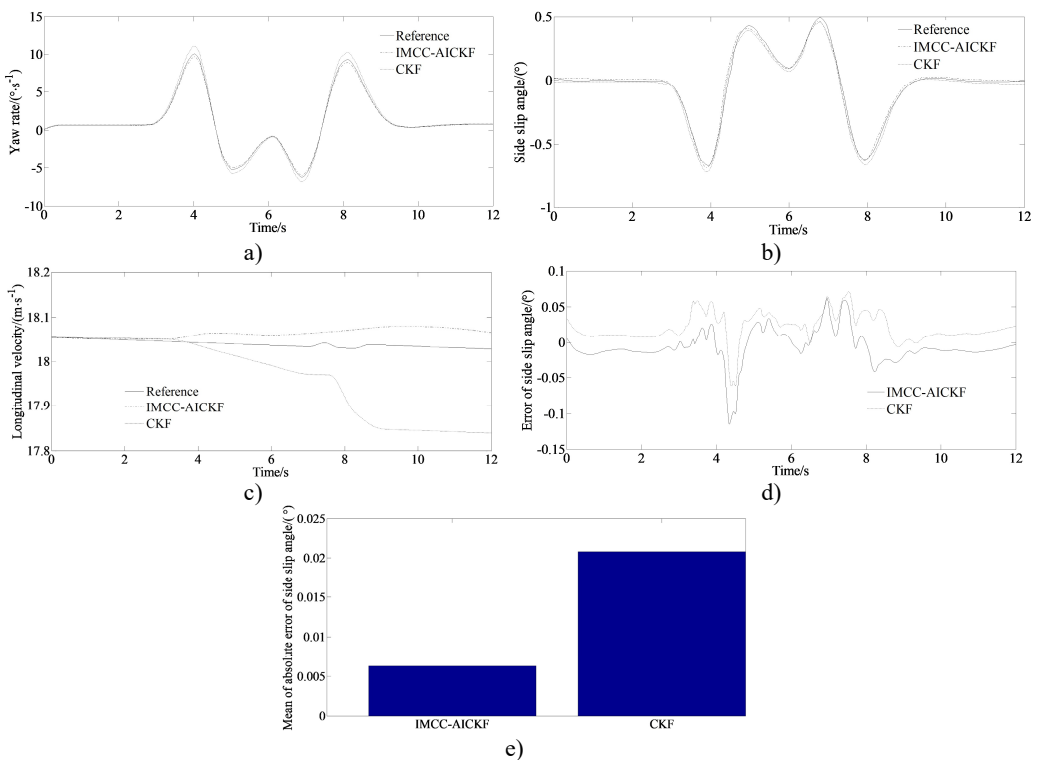 15
10
5
0
-5
-10
Yaw rate/(°·s-1)
Reference
IMCC-AICKF
CKF
0 2 4 6 8 10 12
Time/s
a)
0.5
0
-0.5
-1
Side slip angle/(°)
Reference
IMCC-AICKF
CKF
0 2 4 6 8 10 12
Time/s
b)
18.2
18.1
18
17.9
17.8
Longitudinal velocity/(m·s-1)
Reference
IMCC-AICKF
CKF
0 2 4 6 8 10 12
Time/s
c)
0.1
0.05
0
-0.05
-0.1
-0.15
Error of side slip angle/(°)
IMCC-AICKF
CKF
0 2 4 6 8 10 12
Time/s
d)
0.025
0.02
0.015
0.01
0.005
0
Mean of absolute error of side slip angle/(°)
IMCC-AICKF CKF
e)